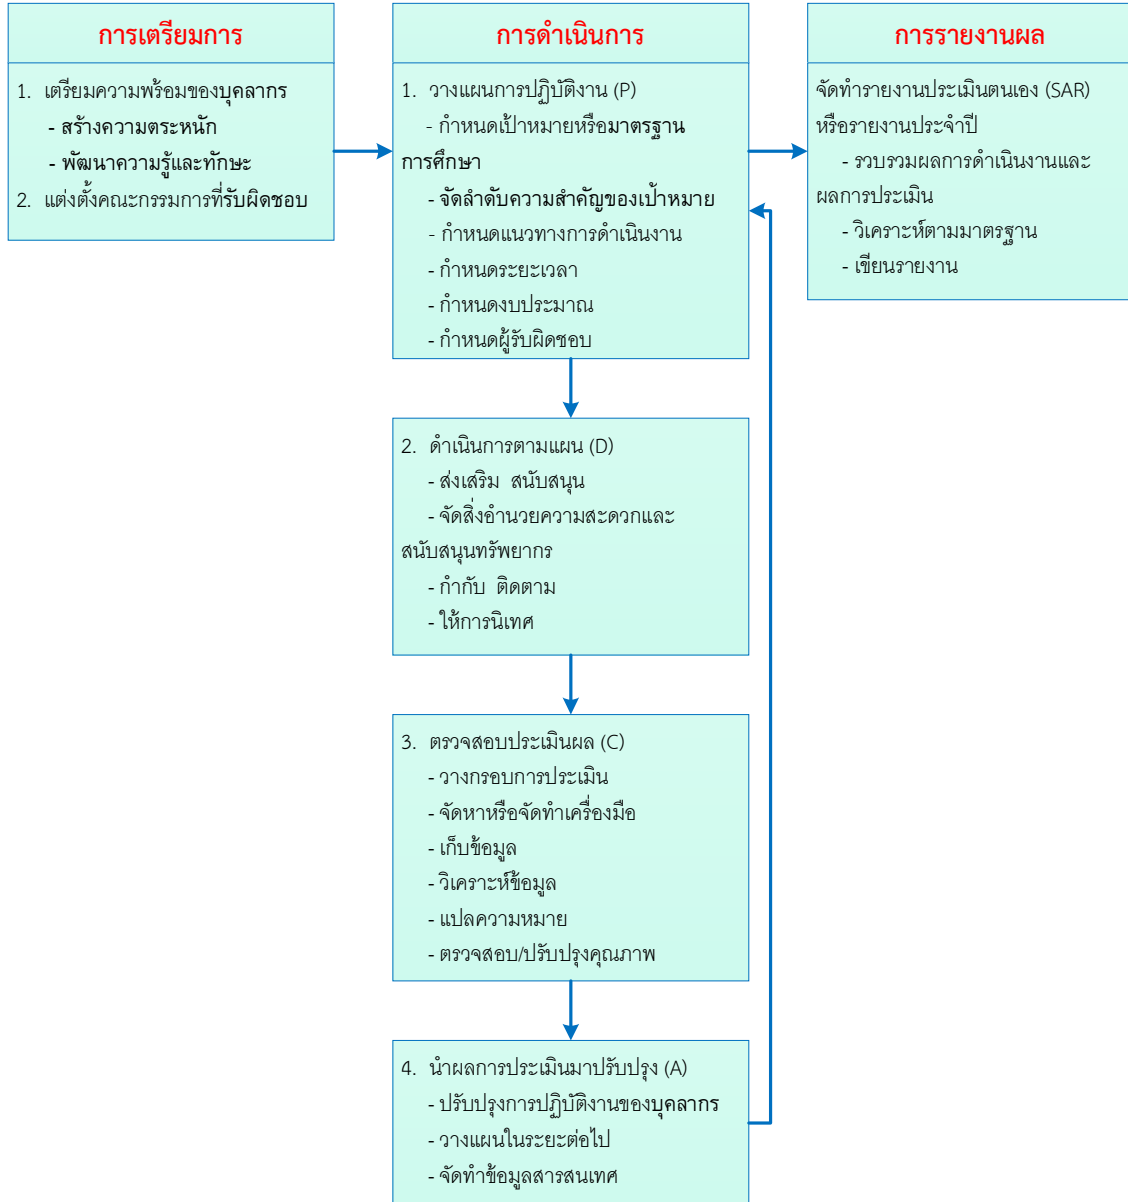 การเตรียมการ
1. เตรียมความพร้อมของบุคลากร
- สร้างความตระหนัก
- พัฒนาความรู้และทักษะ
2. แต่งตั้งคณะกรรมการที่รับผิดชอบ
การดำเนินการ
1. วางแผนการปฏิบัติงาน (P)
- กำหนดเป้าหมายหรือมาตรฐาน
การศึกษา
- จัดลำดับความสำคัญของเป้าหมาย
- กำหนดแนวทางการดำเนินงาน
- กำหนดระยะเวลา
- กำหนดงบประมาณ
- กำหนดผู้รับผิดชอบ
2. ดำเนินการตามแผน (D)
- ส่งเสริม สนับสนุน
- จัดสิ่งอำนวยความสะดวกและ
สนับสนุนทรัพยากร
- กำกับ ติดตาม
- ให้การนิเทศ
3. ตรวจสอบประเมินผล (C)
- วางกรอบการประเมิน
- จัดหาหรือจัดทำเครื่องมือ
- เก็บข้อมูล
- วิเคราะห์ข้อมูล
- แปลความหมาย
- ตรวจสอบ/ปรับปรุงคุณภาพ
4. นำผลการประเมินมาปรับปรุง (A)
- ปรับปรุงการปฏิบัติงานของบุคลากร
- วางแผนในระยะต่อไป
- จัดทำข้อมูลสารสนเทศ
การรายงานผล
จัดทำรายงานประเมินตนเอง (SAR)
หรือรายงานประจำปี
- รวบรวมผลการดำเนินงานและ
ผลการประเมิน
- วิเคราะห์ตามมาตรฐาน
- เขียนรายงาน